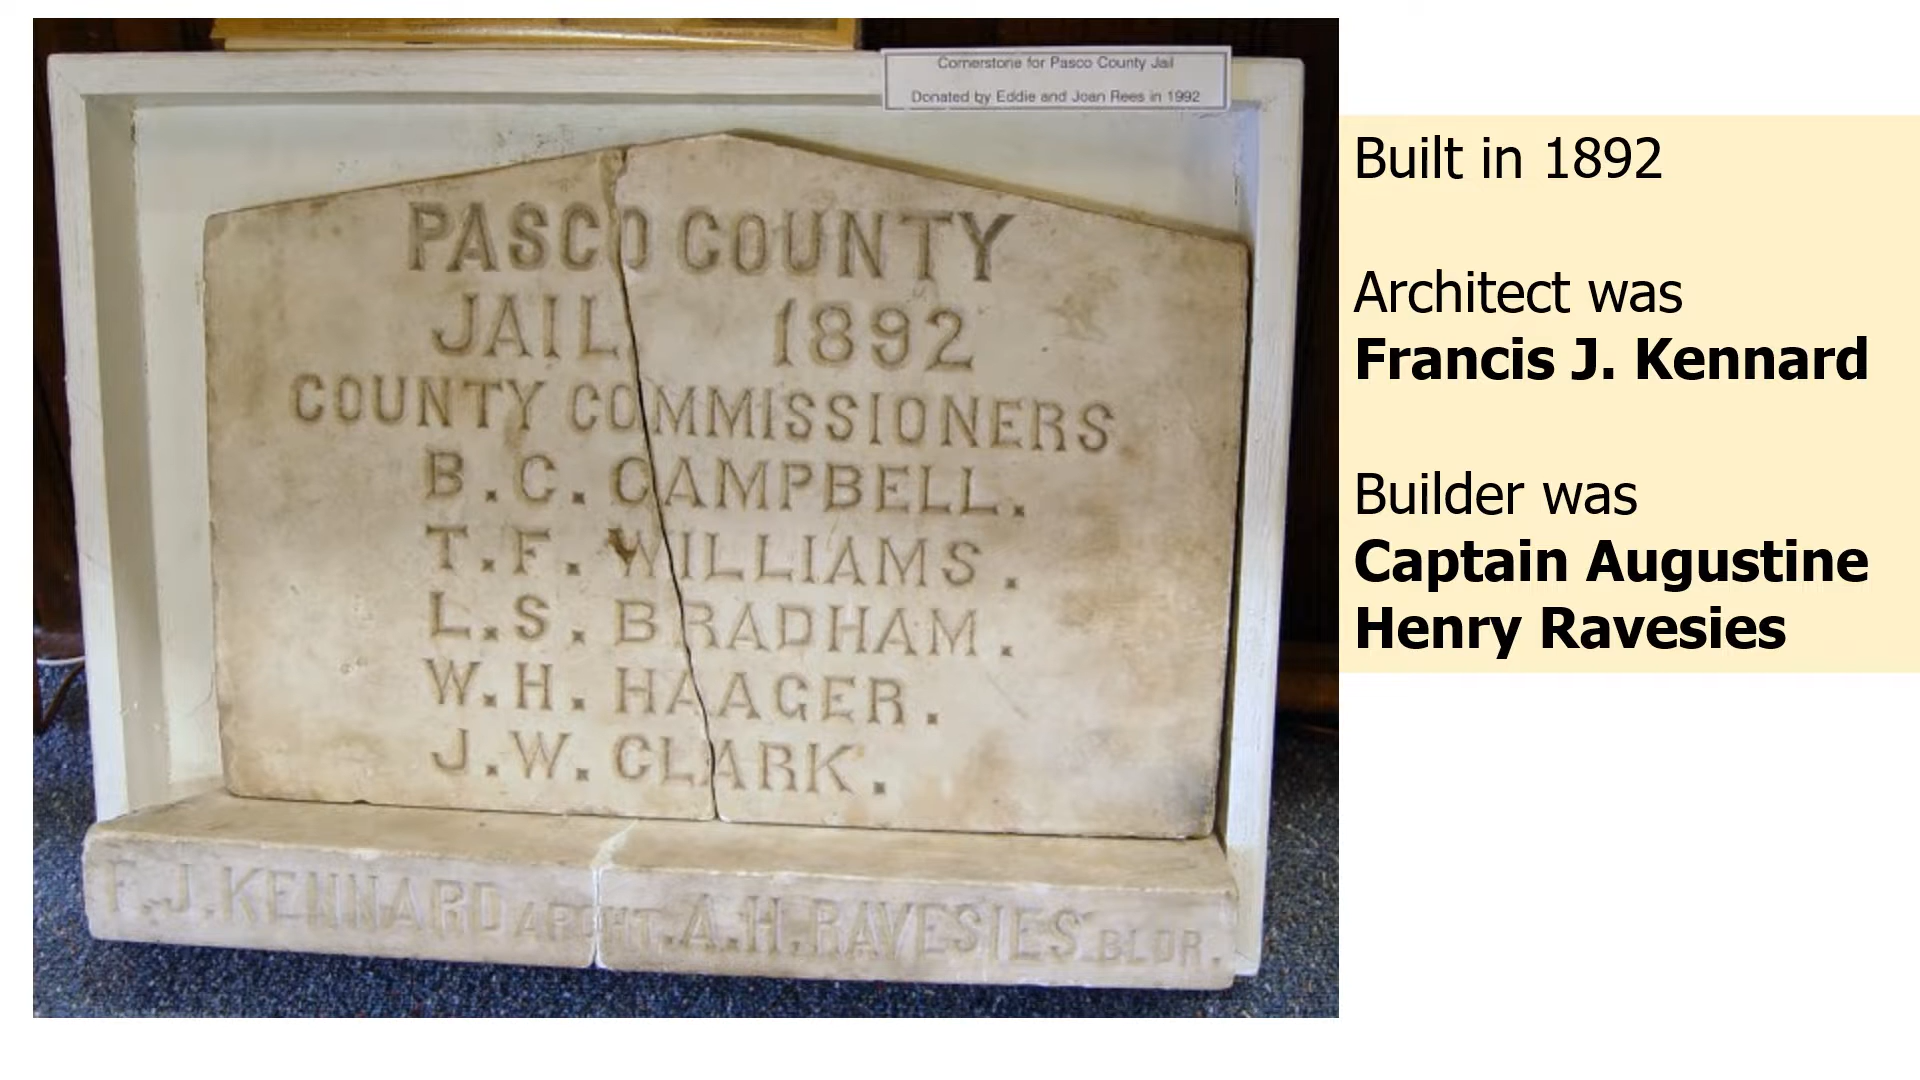 Cornerstone for Pasco County Jail
Donated by Eddie and Joan Rees in 1992
PASCO COUNTY
JAIL. 1892
COUNTY COMMISSIONERS
B. C. CAMPBELL.
T. F. WILLIAMS.
L. S. BRADHAM.
W. H. HAAGER.
J. W. CLARK.
F. J. KENNARD ARCHT. A. H. RAVESIES BLDR.
Built in 1892
Architect was
Francis J. Kennard
Builder was
Captain Augustine
Henry Ravesies